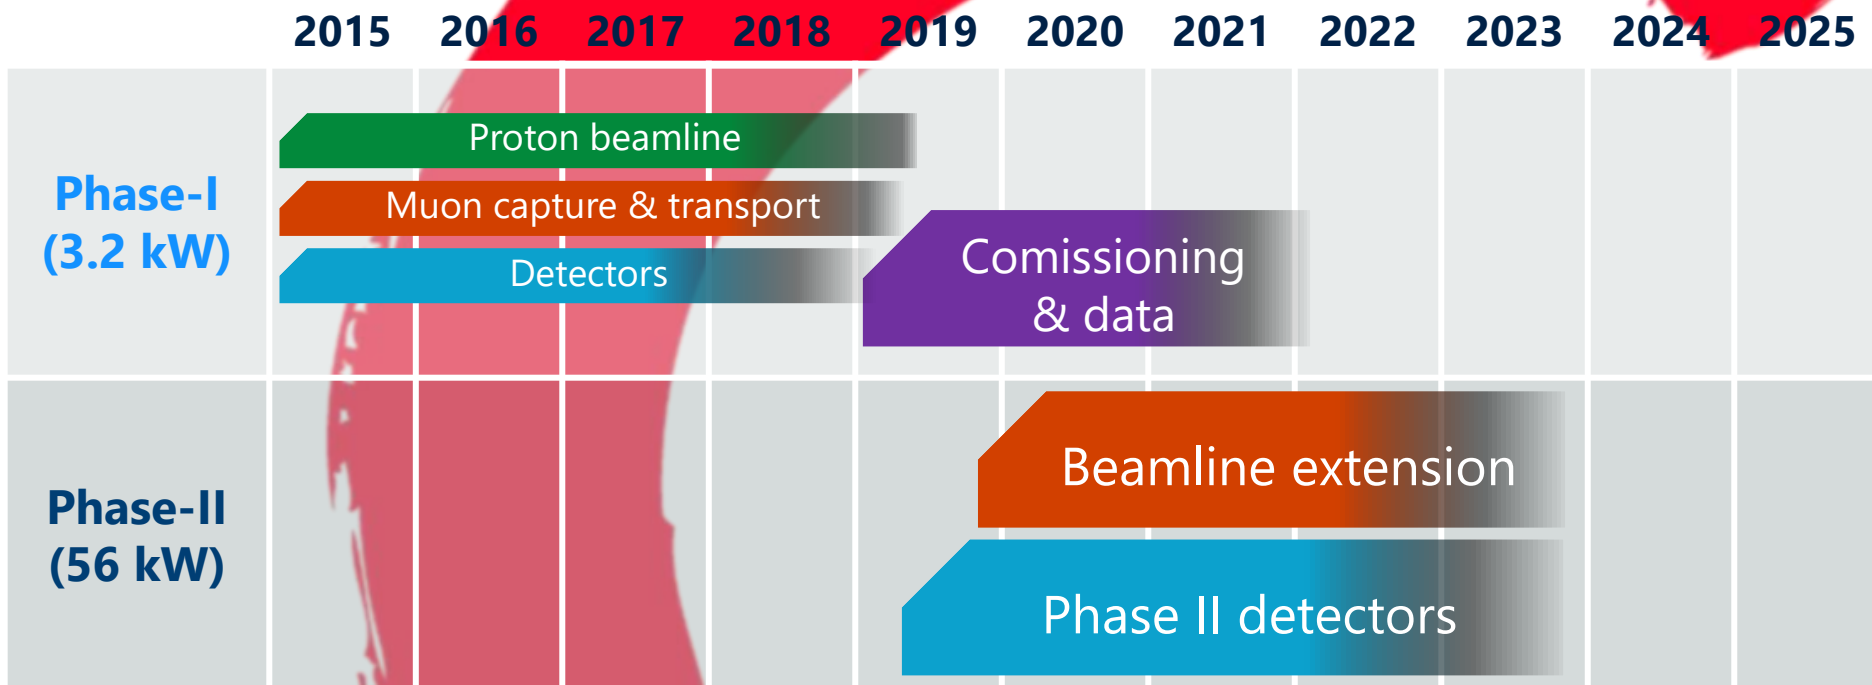 2015 2016 2017 2018 2019 2020 2021 2022 2023 2024 2025
Phase-I
(3.2 kW)
Proton beamline
Muon capture & transport
Detectors
Comissioning
& data
Phase-II
(56 kW)
Beamline extension
Phase II detectors